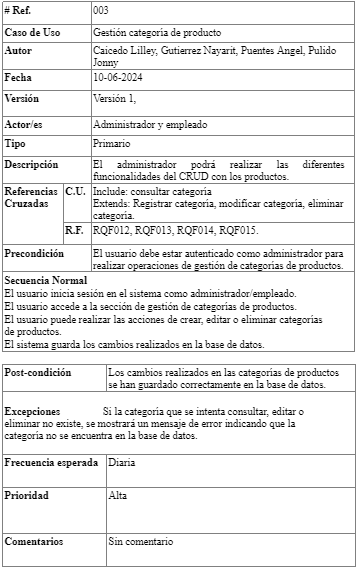 # Ref. 003
Caso de Uso Gestión categoría de producto
Autor Caicedo Lilley, Gutierrez Nayarit, Puentes Angel, Pulido
Jonny
Fecha 10-06-2024
Versión Versión 1,
Actor/es Administrador y empleado
Tipo Primario
Descripción El administrador podrá realizar las diferentes
funcionalidades del CRUD con los productos.
Referencias C.U. Include: consultar categoría
Cruzadas Extends: Registrar categoría, modificar categoría, eliminar
categoría.
R.F. RQF012, RQF013, RQF014, RQF015.
Precondición El usuario debe estar autenticado como administrador para
realizar operaciones de gestión de categorías de productos.
Secuencia Normal
El usuario inicia sesión en el sistema como administrador/empleado.
El usuario accede a la sección de gestión de categorías de productos.
El usuario puede realizar las acciones de crear, editar o eliminar categorías
de productos.
El sistema guarda los cambios realizados en la base de datos.
Post-condición Los cambios realizados en las categorías de productos
se han guardado correctamente en la base de datos.
Excepciones Si la categoría que se intenta consultar, editar o
eliminar no existe, se mostrará un mensaje de error indicando que la
categoría no se encuentra en la base de datos.
Frecuencia esperada Diaria
Prioridad Alta
Comentarios Sin comentario